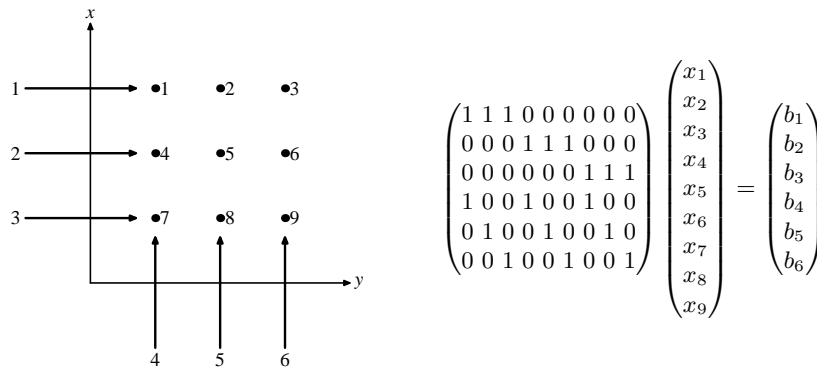 x
1 1 2 3
2 4 5 6
3 7 8 9
y
4 5 6
1 1 1 0 0 0 0 0 0
0 0 0 1 1 1 0 0 0
0 0 0 0 0 0 1 1 1
1 0 0 1 0 0 1 0 0
0 1 0 0 1 0 0 1 0
0 0 1 0 0 1 0 0 1
x₁
x₂
x₃
x₄
x₅
x₆
x₇
x₈
x₉
=
b₁
b₂
b₃
b₄
b₅
b₆